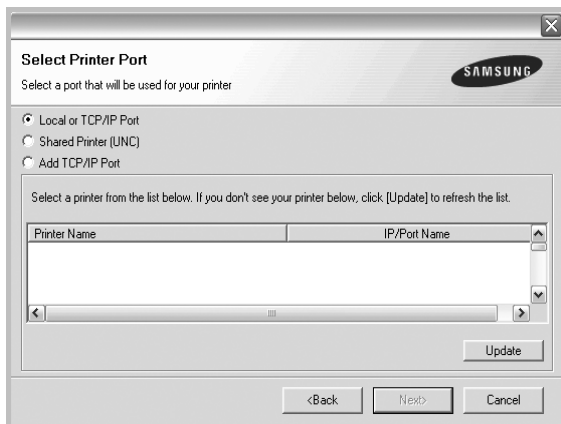 Select Printer Port
Select a port that will be used for your printer
SAMSUNG
Local or TCP/IP Port
Shared Printer (UNC)
Add TCP/IP Port
Select a printer from the list below. If you don't see your printer below, click [Update] to refresh the list.
Printer Name IP/Port Name
Update
<Back Next> Cancel